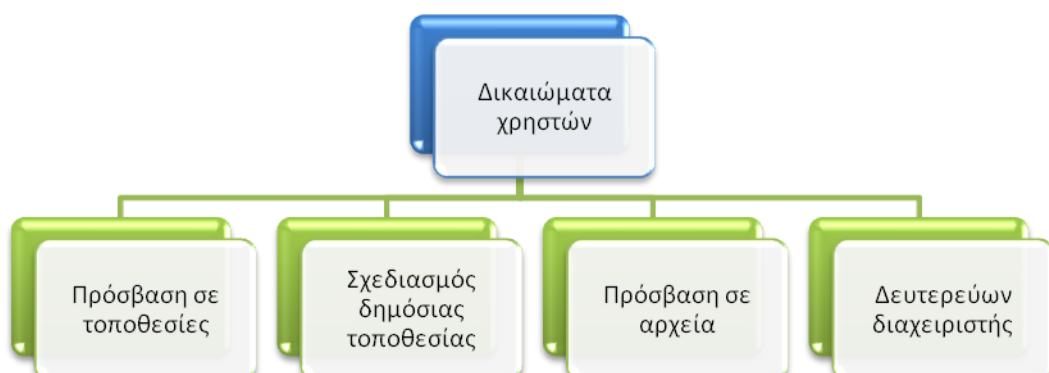 Δικαιώματα
χρηστών
Πρόσβαση σε
τοποθεσίες
Σχεδιασμός
δημόσιας
τοποθεσίας
Πρόσβαση σε
αρχεία
Δευτερεύων
διαχειριστής